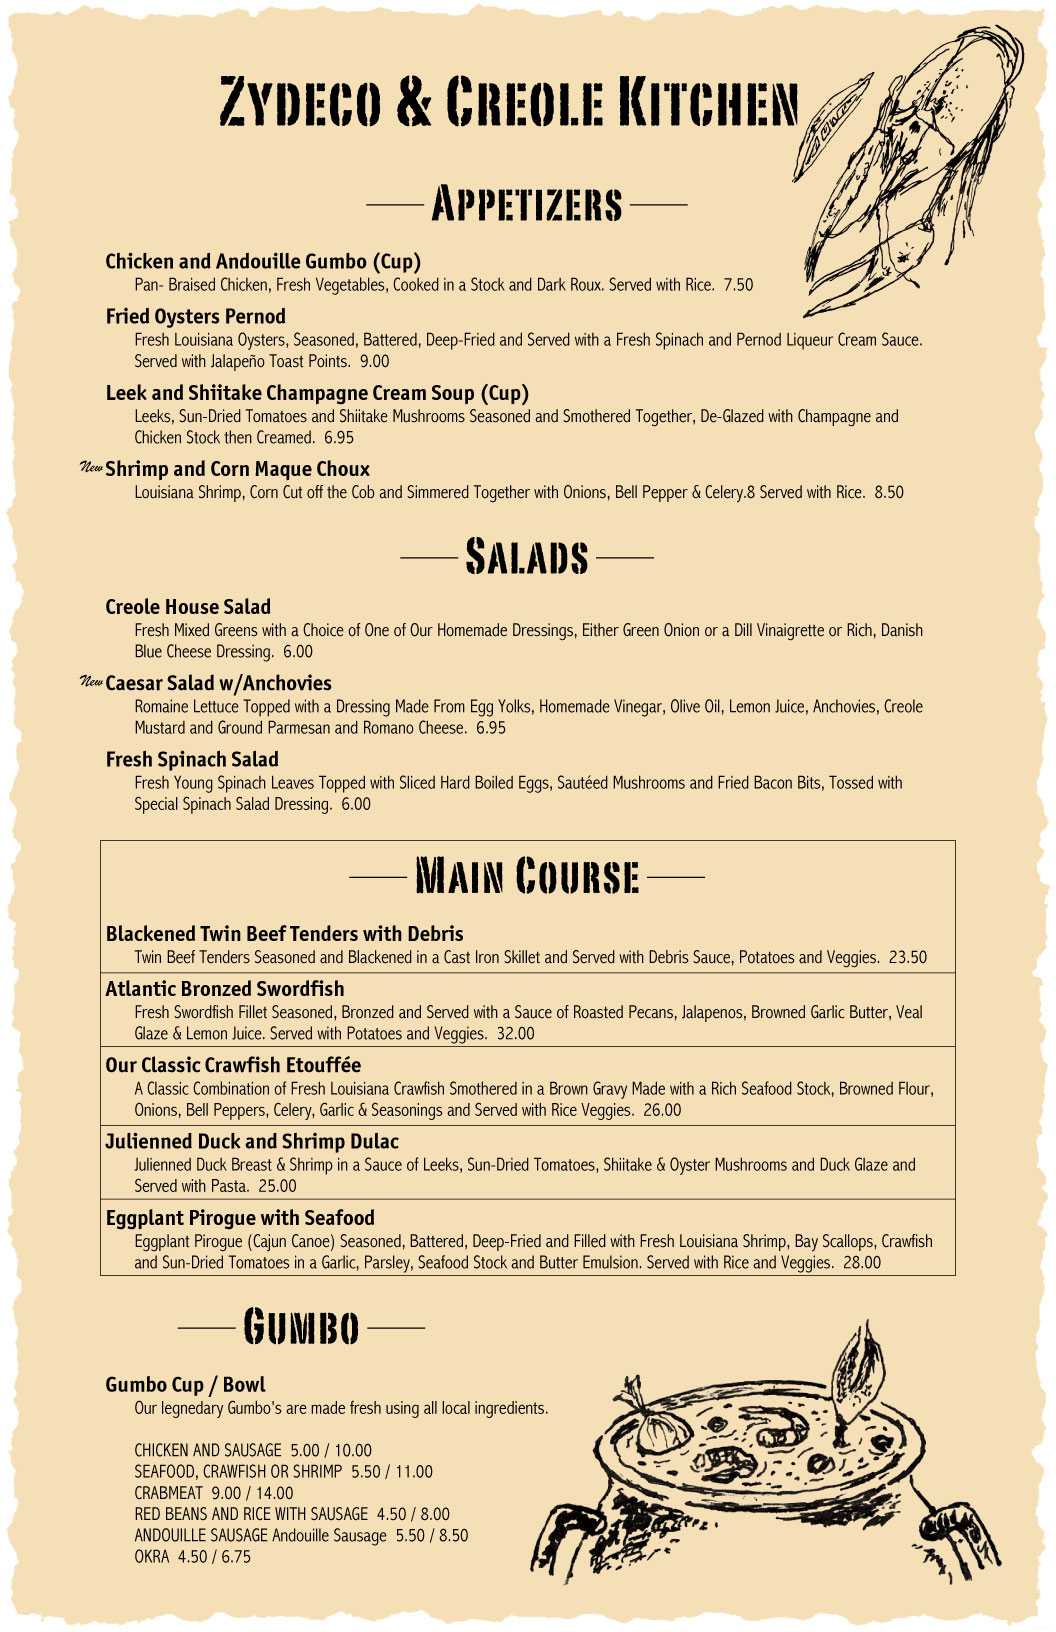 ZYDECO & CREOLE KITCHEN
APPETIZERS
Chicken and Andouille Gumbo (Cup)
Pan- Braised Chicken, Fresh Vegetables, Cooked in a Stock and Dark Roux. Served with Rice.  7.50
Fried Oysters Pernod
Fresh Louisiana Oysters, Seasoned, Battered, Deep-Fried and Served with a Fresh Spinach and Pernod Liqueur Cream Sauce.
Served with Jalapeño Toast Points.  9.00
Leek and Shiitake Champagne Cream Soup (Cup)
Leeks, Sun-Dried Tomatoes and Shiitake Mushrooms Seasoned and Smothered Together, De-Glazed with Champagne and
Chicken Stock then Creamed.  6.95
New Shrimp and Corn Maque Choux
Louisiana Shrimp, Corn Cut off the Cob and Simmered Together with Onions, Bell Pepper & Celery.8 Served with Rice.  8.50
SALADS
Creole House Salad
Fresh Mixed Greens with a Choice of One of Our Homemade Dressings, Either Green Onion or a Dill Vinaigrette or Rich, Danish
Blue Cheese Dressing.  6.00
New Caesar Salad w/Anchovies
Romaine Lettuce Topped with a Dressing Made From Egg Yolks, Homemade Vinegar, Olive Oil, Lemon Juice, Anchovies, Creole
Mustard and Ground Parmesan and Romano Cheese.  6.95
Fresh Spinach Salad
Fresh Young Spinach Leaves Topped with Sliced Hard Boiled Eggs, Sautéed Mushrooms and Fried Bacon Bits, Tossed with
Special Spinach Salad Dressing.  6.00
MAIN COURSE
Blackened Twin Beef Tenders with Debris
Twin Beef Tenders Seasoned and Blackened in a Cast Iron Skillet and Served with Debris Sauce, Potatoes and Veggies.  23.50
Atlantic Bronzed Swordfish
Fresh Swordfish Fillet Seasoned, Bronzed and Served with a Sauce of Roasted Pecans, Jalapenos, Browned Garlic Butter, Veal
Glaze & Lemon Juice. Served with Potatoes and Veggies.  32.00
Our Classic Crawfish Etouffée
A Classic Combination of Fresh Louisiana Crawfish Smothered in a Brown Gravy Made with a Rich Seafood Stock, Browned Flour,
Onions, Bell Peppers, Celery, Garlic & Seasonings and Served with Rice Veggies.  26.00
Julienned Duck and Shrimp Dulac
Julienned Duck Breast & Shrimp in a Sauce of Leeks, Sun-Dried Tomatoes, Shiitake & Oyster Mushrooms and Duck Glaze and
Served with Pasta.  25.00
Eggplant Pirogue with Seafood
Eggplant Pirogue (Cajun Canoe) Seasoned, Battered, Deep-Fried and Filled with Fresh Louisiana Shrimp, Bay Scallops, Crawfish
and Sun-Dried Tomatoes in a Garlic, Parsley, Seafood Stock and Butter Emulsion. Served with Rice and Veggies.  28.00
GUMBO
Gumbo Cup / Bowl
Our legnedary Gumbo's are made fresh using all local ingredients.
CHICKEN AND SAUSAGE  5.00 / 10.00
SEAFOOD, CRAWFISH OR SHRIMP  5.50 / 11.00
CRABMEAT  9.00 / 14.00
RED BEANS AND RICE WITH SAUSAGE  4.50 / 8.00
ANDOUILLE SAUSAGE Andouille Sausage  5.50 / 8.50
OKRA  4.50 / 6.75